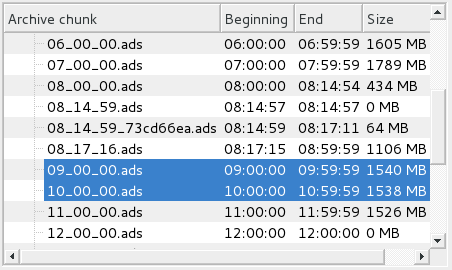 Archive chunk Beginning End Size
06_00_00.ads 06:00:00 06:59:59 1605 MB
07_00_00.ads 07:00:00 07:59:59 1789 MB
08_00_00.ads 08:00:00 08:14:54 434 MB
08_14_59.ads 08:14:57 08:14:57 0 MB
08_14_59_73cd66ea.ads 08:14:59 08:17:11 64 MB
08_17_16.ads 08:17:15 08:59:59 1106 MB
09_00_00.ads 09:00:00 09:59:59 1540 MB
10_00_00.ads 10:00:00 10:59:59 1538 MB
11_00_00.ads 11:00:00 11:59:59 1526 MB
12_00_00.ads 12:00:00 12:00:00 0 MB